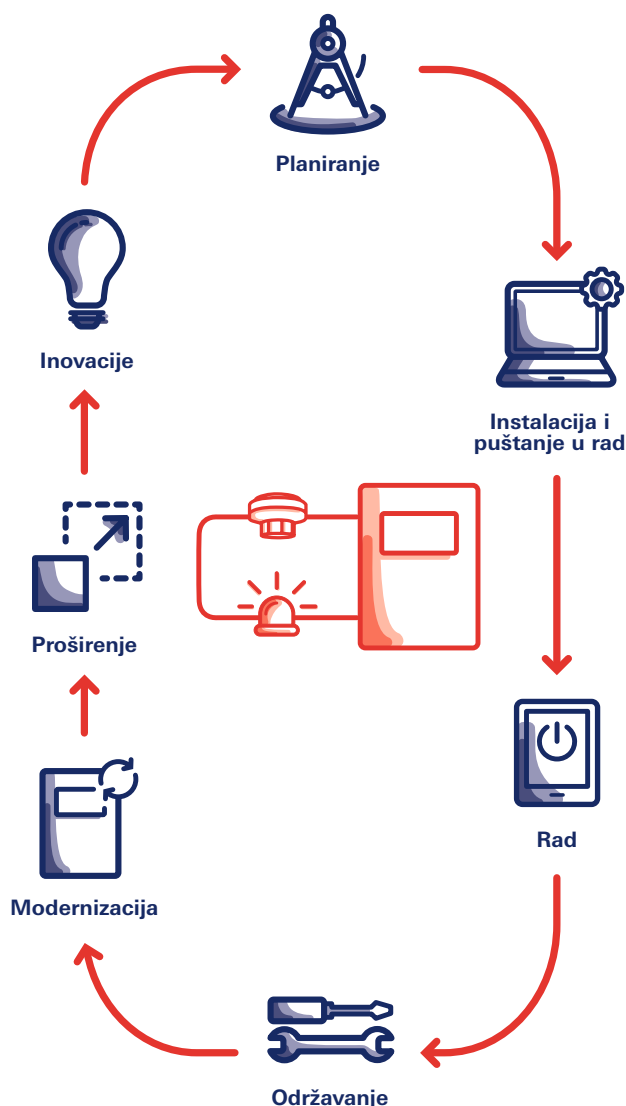 Planiranje
Inovacije
Instalacija i
puštanje u rad
Proširenje
Rad
Modernizacija
Održavanje